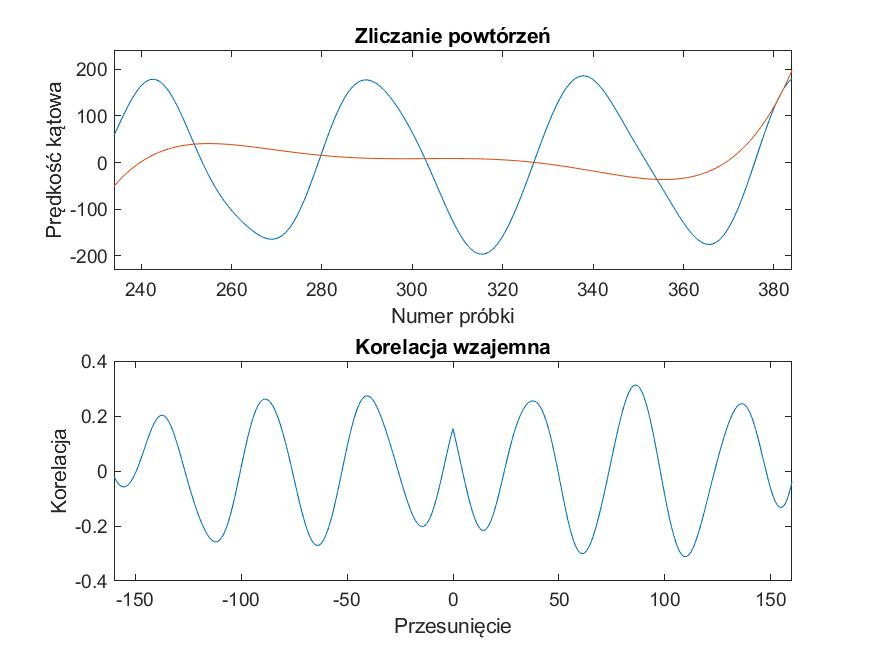 Zliczanie powtórzeń
Prędkość kątowa
200
100
0
-100
-200
240 260 280 300 320 340 360 380
Numer próbki
Korelacja wzajemna
Korelacja
0.4
0.2
0
-0.2
-0.4
-150 -100 -50 0 50 100 150
Przesunięcie